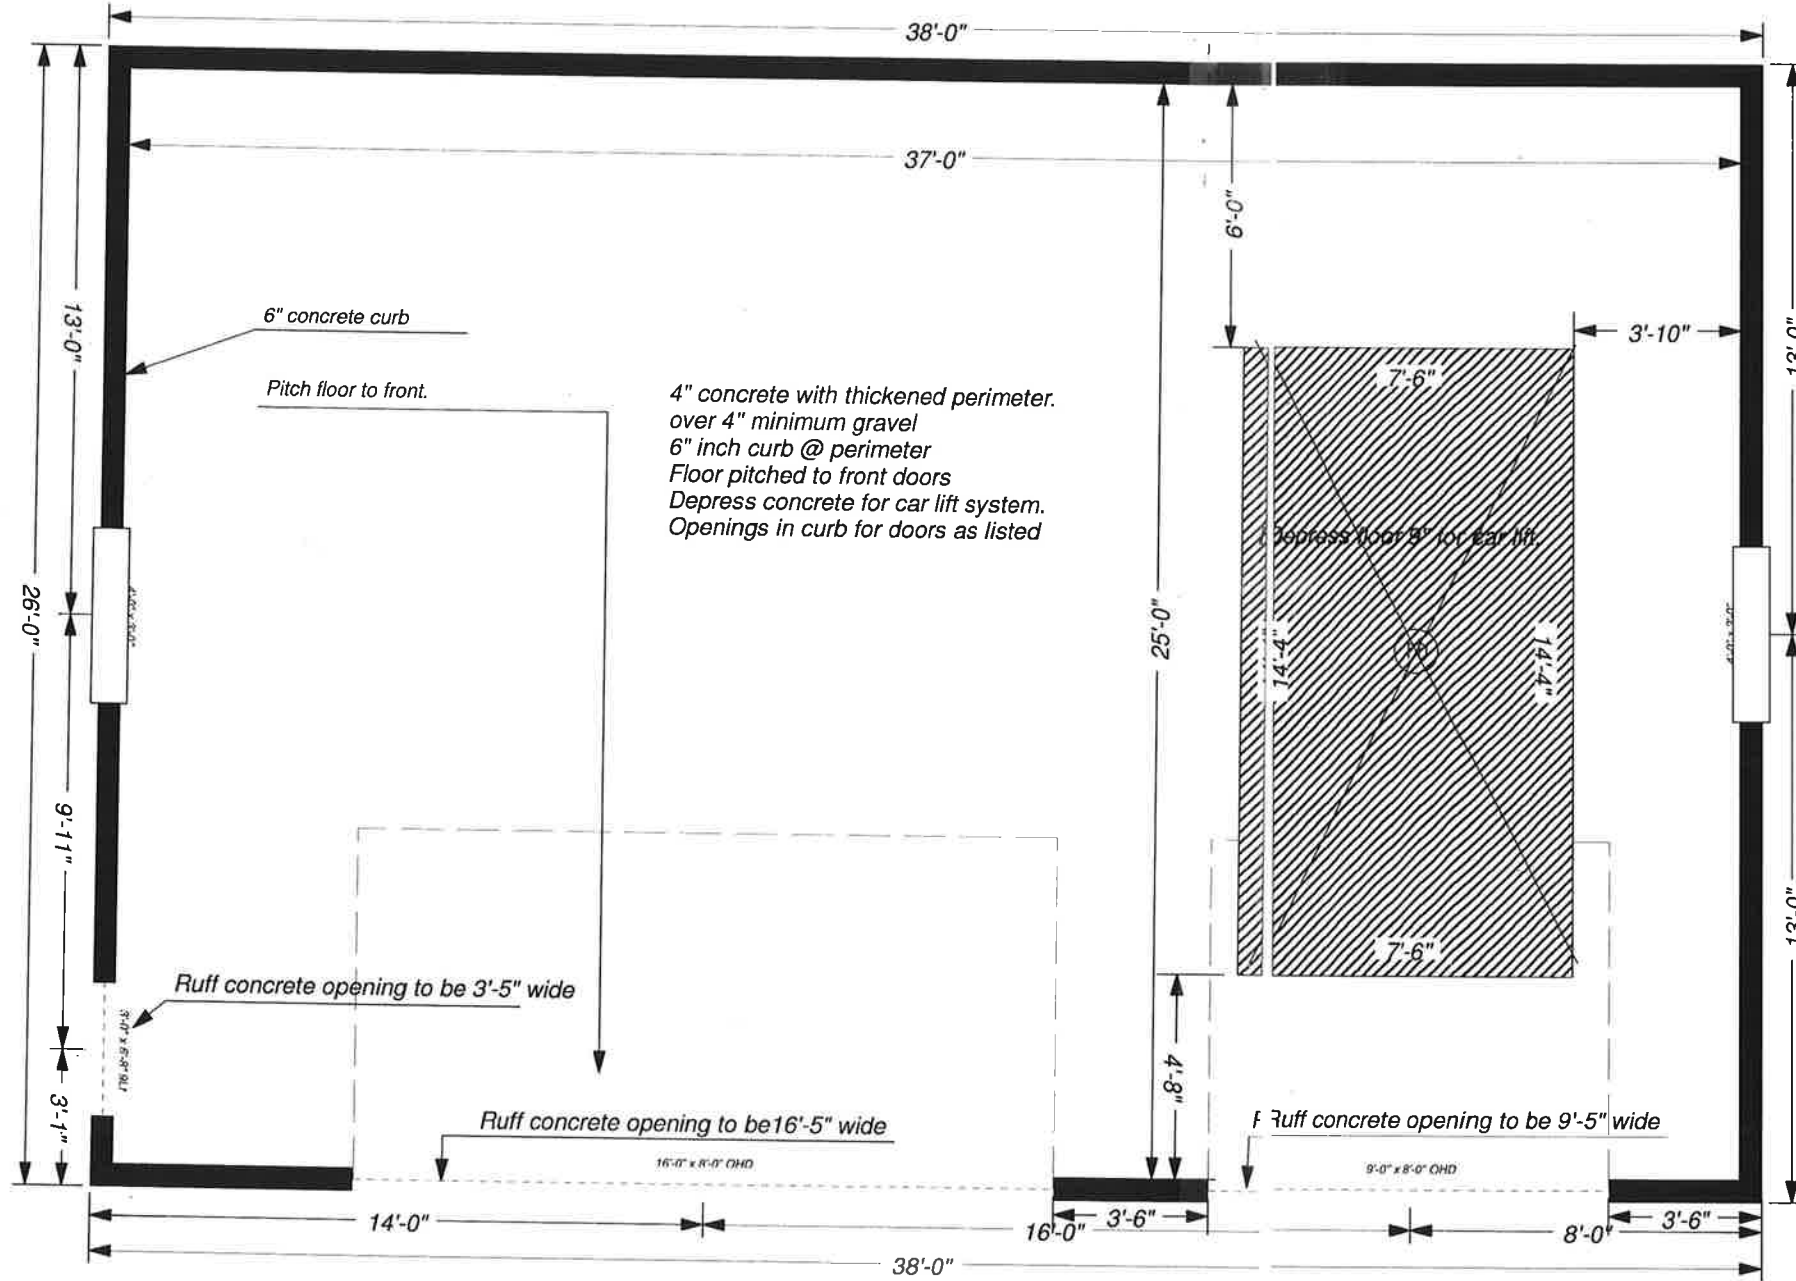 38'-0"
37'-0"
6'-0"
13'-0"
6" concrete curb
3'-10"
Pitch floor to front.
7'-6"
4" concrete with thickened perimeter.
over 4" minimum gravel
6" inch curb @ perimeter
Floor pitched to front doors
Depress concrete for car lift system.
Openings in curb for doors as listed
Depress floor 9" for car lift.
26'-0"
25'-0"
14'-4"
14'-4"
9'-11"
7'-6"
Ruff concrete opening to be 3'-5" wide
3'-1"
4'-8"
Ruff concrete opening to be16'-5" wide
Ruff concrete opening to be 9'-5" wide
16'-0" x 8'-0" OHD
9'-0" x 8'-0" OHD
13'-0"
14'-0"
16'-0"
3'-6"
8'-0"
3'-6"
38'-0"